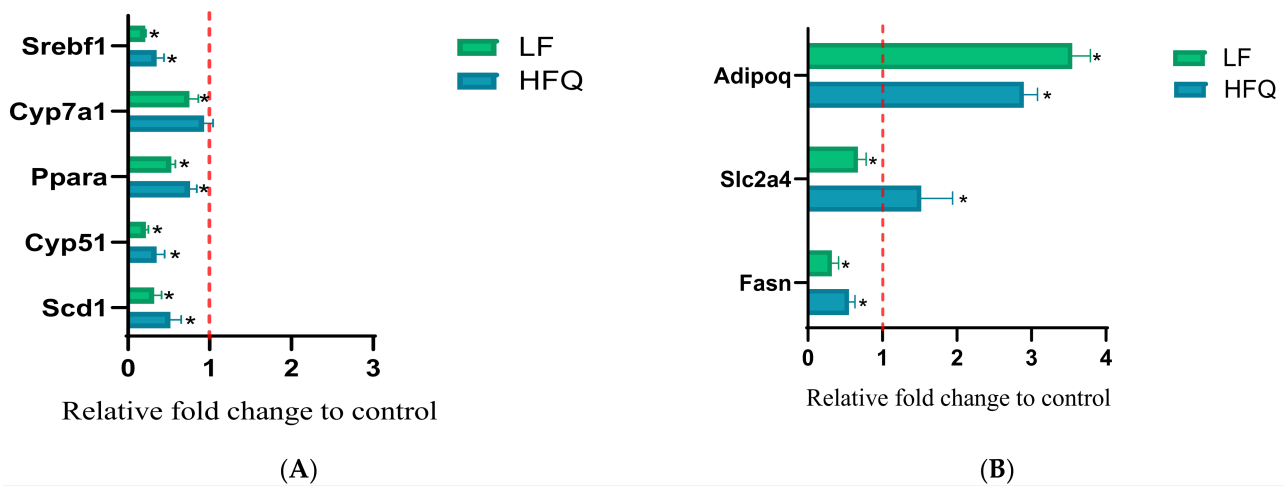 Srebf1
*
*
Cyp7a1
*
Ppara
*
*
Cyp51
*
*
Scd1
*
*
0 1 2 3
Relative fold change to control
LF
HFQ
(A)
Adipoq
*
*
Slc2a4
*
*
Fasn
*
*
0 1 2 3 4
Relative fold change to control
LF
HFQ
(B)